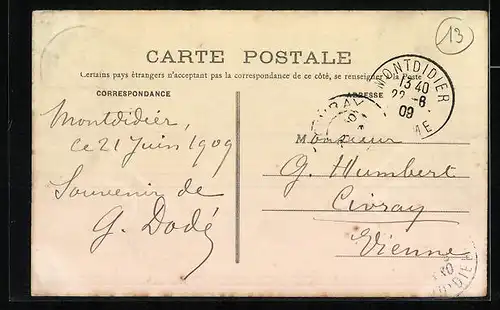 13
CARTE POSTALE
Certains pays étrangers n'acceptant pas la correspondance de ce côté, se renseigner à la Poste
CORRESPONDANCE
ADRESSE
MONTDIDIER
13 40
22 -6.
09
ME
Montdidier,
ce 21 Juin 1909
Souvenir de
G. Dodé
Monsieur
G. Humbert
Civray
Vienne